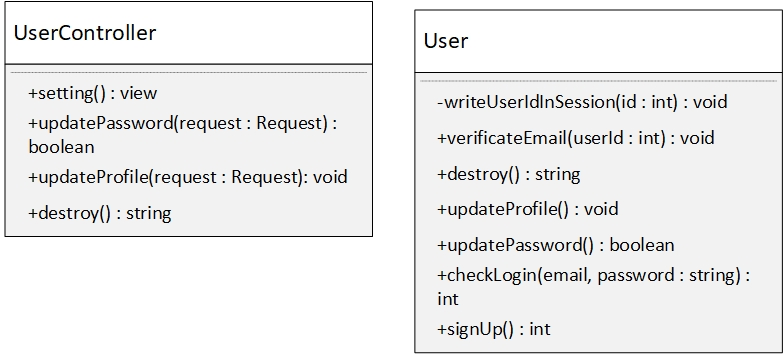 UserController
+setting() : view
+updatePassword(request : Request) :
boolean
+updateProfile(request : Request): void
+destroy() : string
User
-writeUserIdInSession(id : int) : void
+verificateEmail(userId : int) : void
+destroy() : string
+updateProfile() : void
+updatePassword() : boolean
+checkLogin(email, password : string) :
int
+signUp() : int